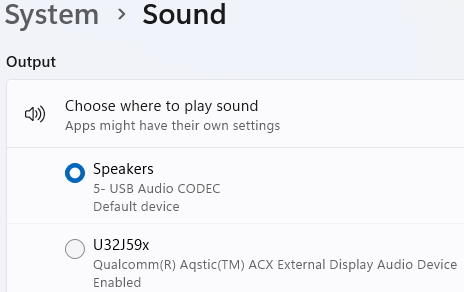 System > Sound
Output
Choose where to play sound
Apps might have their own settings
Speakers
5- USB Audio CODEC
Default device
U32J59x
Qualcomm(R) Aqstic(TM) ACX External Display Audio Device
Enabled